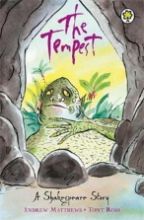 The
Tempest
A Shakespeare Story
ANDREW MATTHEWS • TONY ROSS